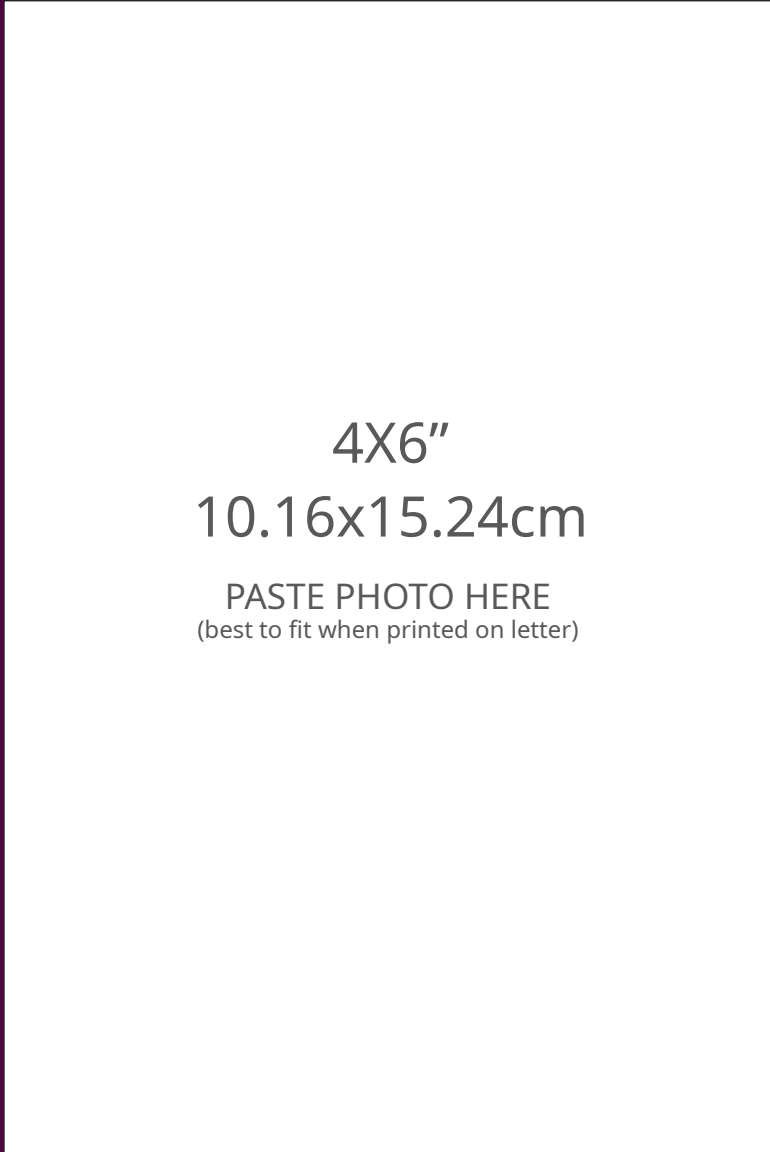 4X6”
10.16x15.24cm
PASTE PHOTO HERE
(best to fit when printed on letter)